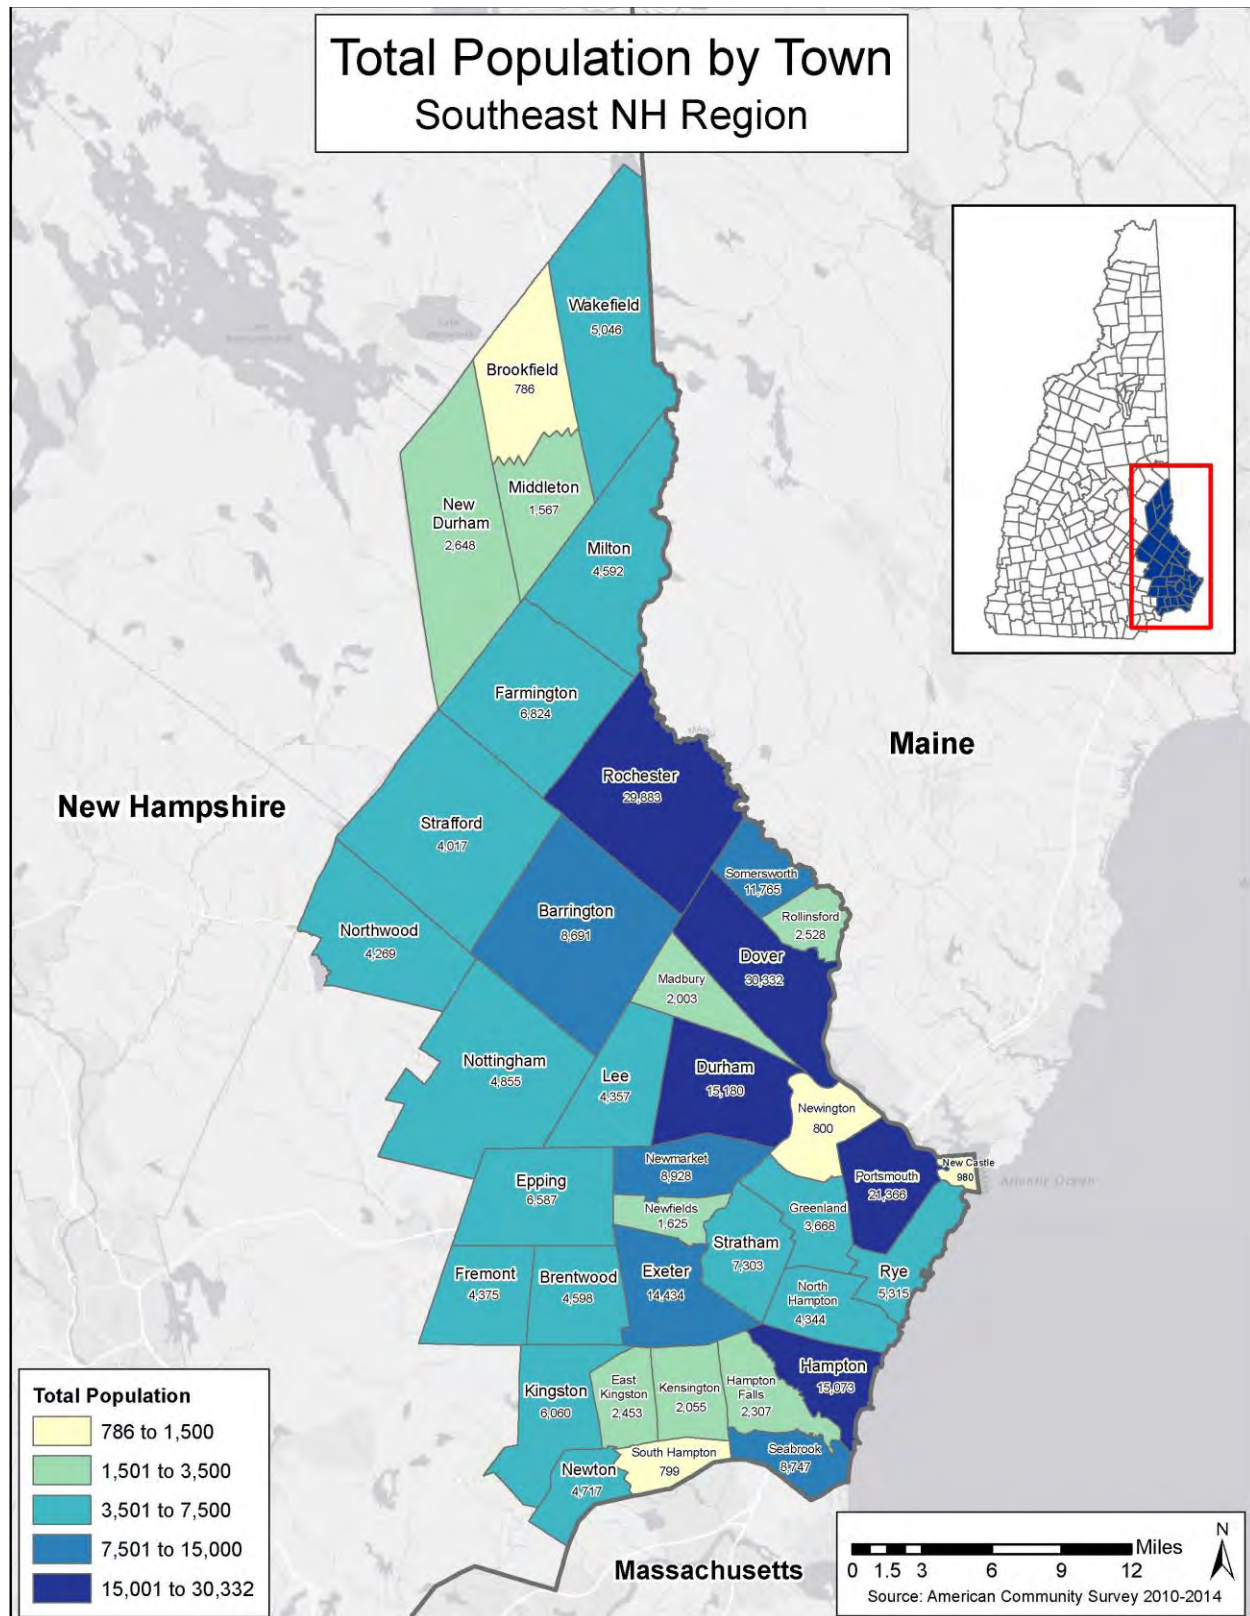 Total Population by Town
Southeast NH Region
Wakefield
5,046
Brookfield
786
Middleton
1,567
New
Durham
2,648
Milton
4,592
Farmington
6,824
Maine
Rochester
29,883
New Hampshire
Strafford
4,017
Somersworth
11,765
Barrington
8,691
Rollinsford
2,528
Northwood
4,269
Dover
30,332
Madbury
2,003
Nottingham
4,855
Lee
4,357
Durham
15,180
Newington
800
Newmarket
8,928
New Castle
980
Portsmouth
21,366
Atlantic Ocean
Epping
6,587
Newfields
1,625
Greenland
3,668
Stratham
7,303
Fremont
4,375
Brentwood
4,598
Exeter
14,434
Rye
5,315
North
Hampton
4,344
Hampton
15,073
Kingston
6,060
East
Kingston
2,453
Kensington
2,055
Hampton
Falls
2,307
South Hampton
799
Seabrook
8,747
Newton
4,717
Total Population
786 to 1,500
1,501 to 3,500
3,501 to 7,500
7,501 to 15,000
15,001 to 30,332
Massachusetts
N
Miles
0 1.5 3 6 9 12
Source: American Community Survey 2010-2014